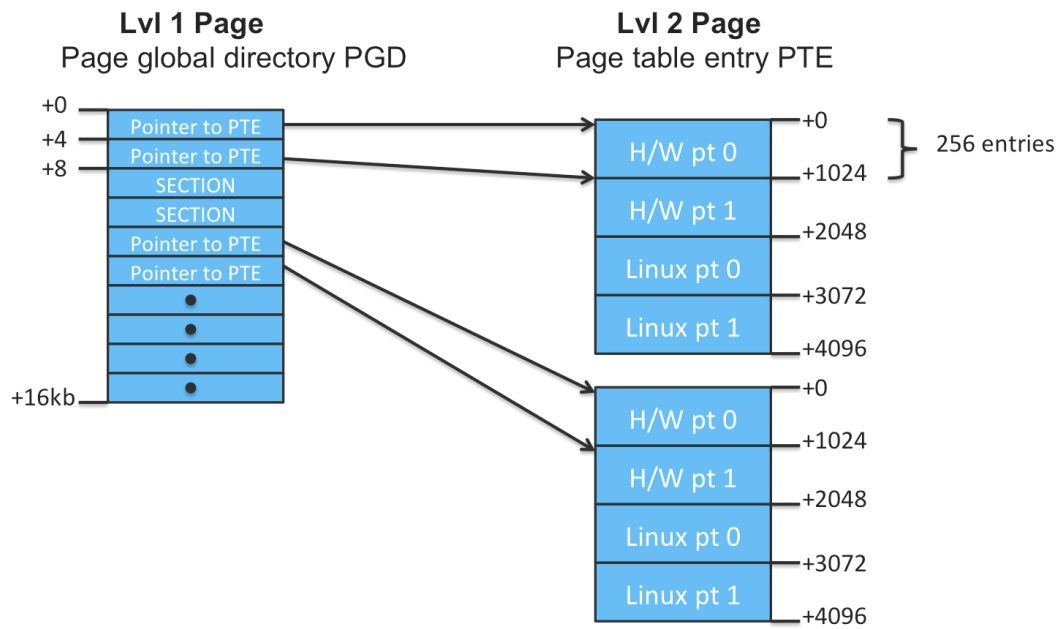 Lvl 1 Page
Page global directory PGD
+0
+4
+8
+16kb
Pointer to PTE
Pointer to PTE
SECTION
SECTION
Pointer to PTE
Pointer to PTE
Lvl 2 Page
Page table entry PTE
H/W pt 0
H/W pt 1
Linux pt 0
Linux pt 1
+0
+1024
+2048
+3072
+4096
256 entries
H/W pt 0
H/W pt 1
Linux pt 0
Linux pt 1
+0
+1024
+2048
+3072
+4096